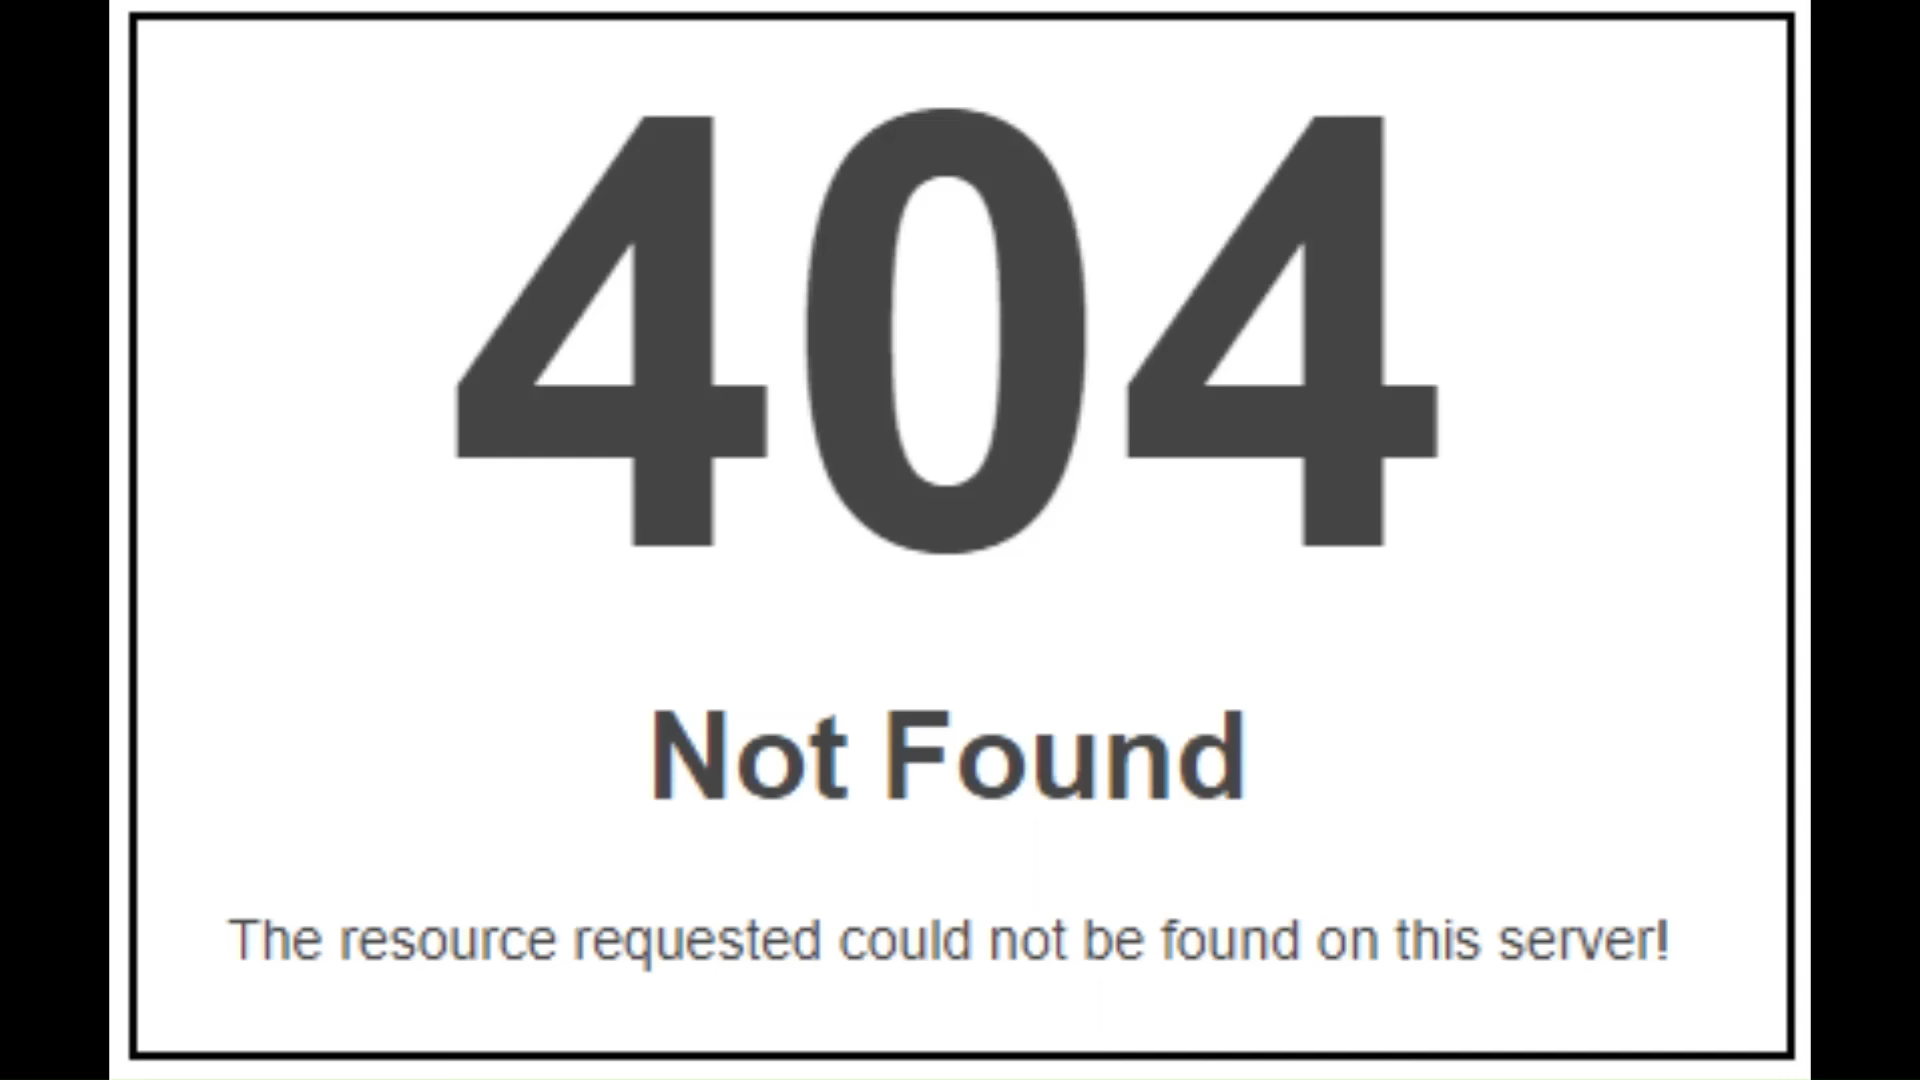 404
Not Found
The resource requested could not be found on this server!